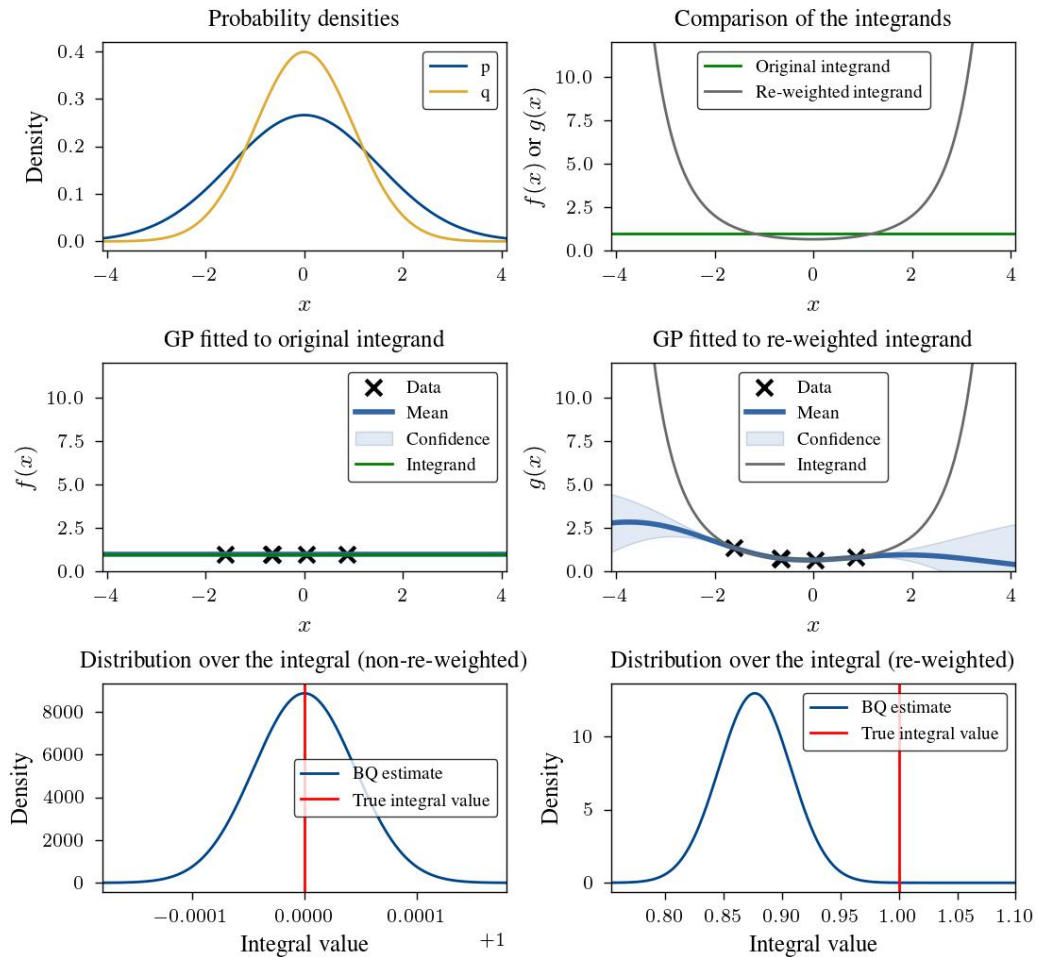 Probability densities
Density
0.4
0.3
0.2
0.1
0.0
p
q
−4
−2
0
2
4
x
Comparison of the integrands
f(x) or g(x)
10.0
7.5
5.0
2.5
0.0
Original integrand
Re-weighted integrand
−4
−2
0
2
4
x
GP fitted to original integrand
f(x)
10.0
7.5
5.0
2.5
0.0
Data
Mean
Confidence
Integrand
−4
−2
0
2
4
x
GP fitted to re-weighted integrand
g(x)
10.0
7.5
5.0
2.5
0.0
Data
Mean
Confidence
Integrand
−4
−2
0
2
4
x
Distribution over the integral (non-re-weighted)
Density
8000
6000
4000
2000
0
BQ estimate
True integral value
−0.0001
0.0000
0.0001
+1
Integral value
Distribution over the integral (re-weighted)
Density
10
5
0
BQ estimate
True integral value
0.80
0.85
0.90
0.95
1.00
1.05
1.10
Integral value